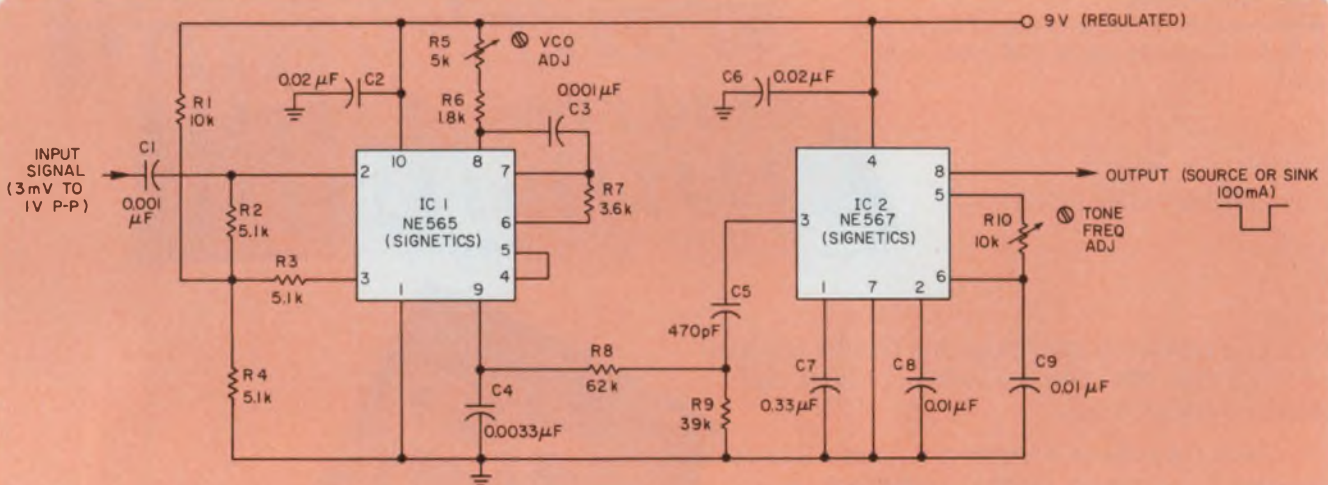 9 V (REGULATED)
R5
5k
VCO
ADJ
0.02 µF
C2
C6
0.02 µF
R1
10k
R6
1.8k
0.001 µF
C3
INPUT
SIGNAL
(3mV TO
1V P-P)
C1
0.001
µF
10
8
2
7
4
8
5
OUTPUT (SOURCE OR SINK
100mA)
R2
5.1k
IC 1
NE565
(SIGNETICS)
R7
3.6k
6
5
4
3
IC 2
NE567
(SIGNETICS)
R10
10k
TONE
FREQ
ADJ
R3
5.1k
3
1
9
6
1
7
2
C5
470pF
R4
5.1k
R8
62k
C4
0.0033µF
R9
39k
C7
0.33µF
C8
0.01µF
C9
0.01 µF